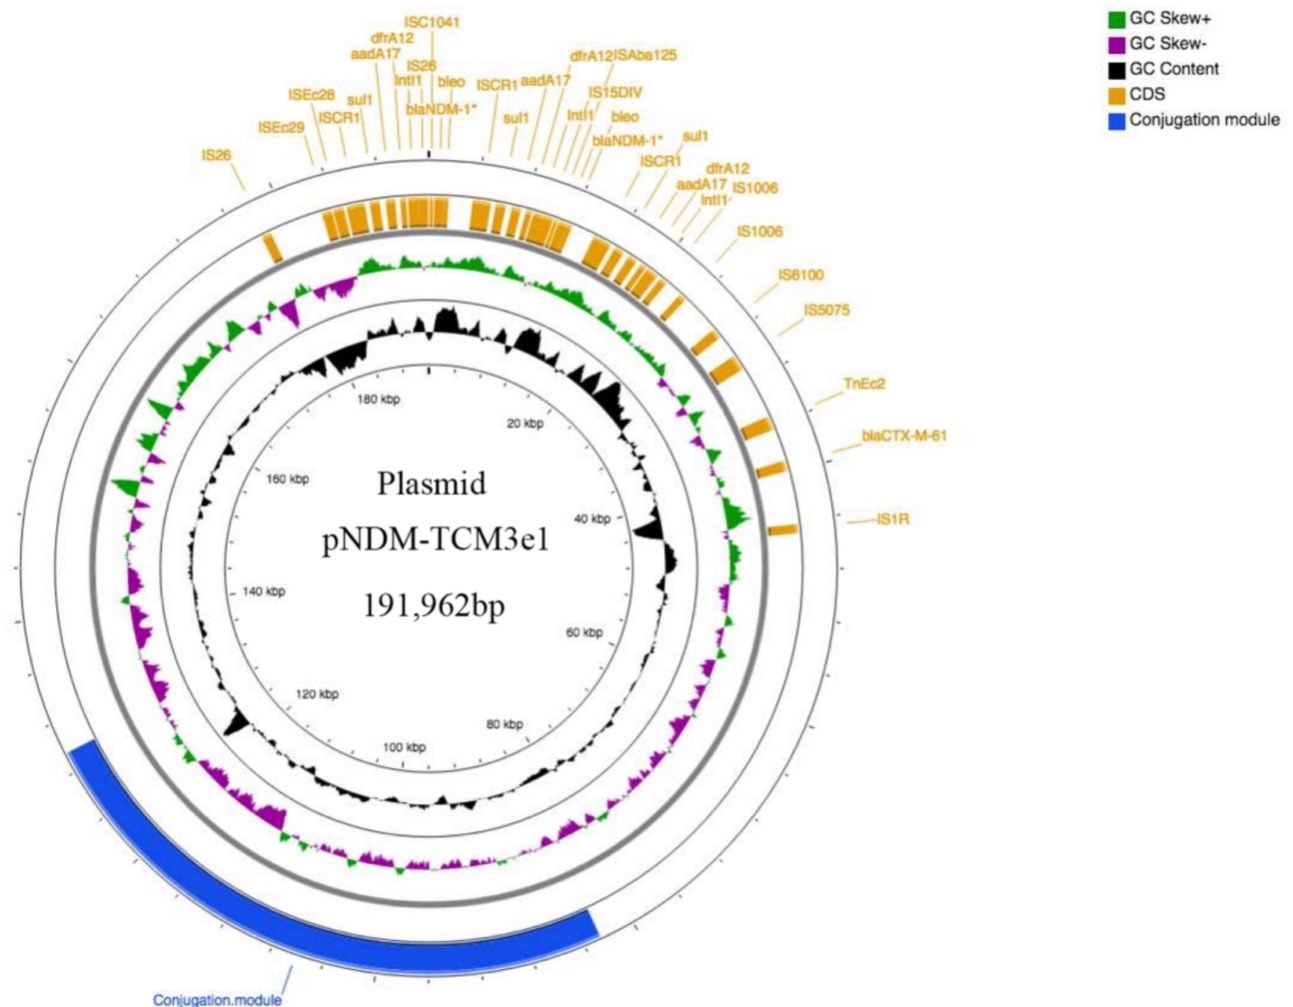 ISC1041
dfrA12
aadA17
IS26
IntI1
bleo
blaNDM-1*
ISEc28
sul1
ISCR1
ISEc29
IS26
ISCR1
aadA17
sul1
dfrA12
ISAba125
IS15DIV
IntI1
bleo
blaNDM-1*
sul1
ISCR1
dfrA12
aadA17
IS1006
IntI1
IS1006
IS6100
IS5075
TnEc2
blaCTX-M-61
IS1R
GC Skew+
GC Skew-
GC Content
CDS
Conjugation module
180 kbp
20 kbp
160 kbp
40 kbp
140 kbp
60 kbp
120 kbp
80 kbp
100 kbp
Plasmid
pNDM-TCM3e1
191,962bp
Conjugation.module